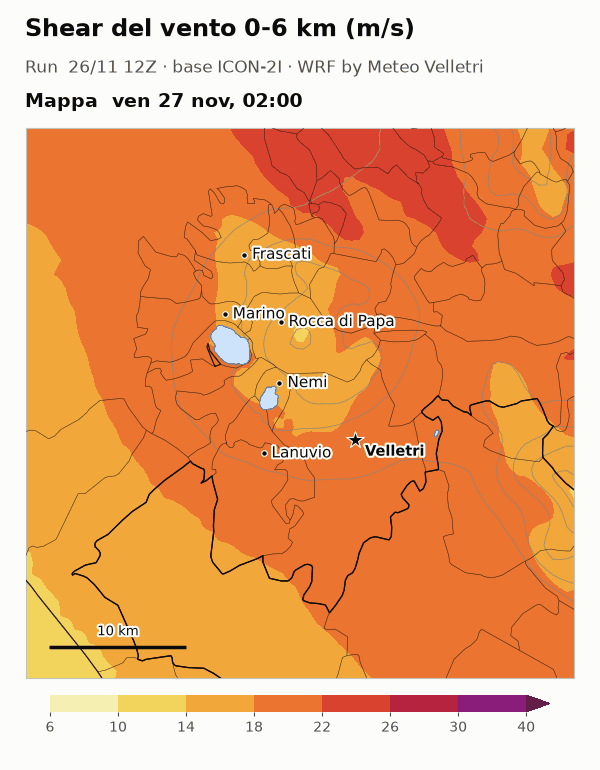 Shear del vento 0-6 km (m/s)
Run  26/11 12Z · base ICON-2I · WRF by Meteo Velletri
Mappa  ven 27 nov, 02:00
Frascati
Marino
Rocca di Papa
Nemi
Velletri
Lanuvio
10 km
6 10 14 18 22 26 30 40